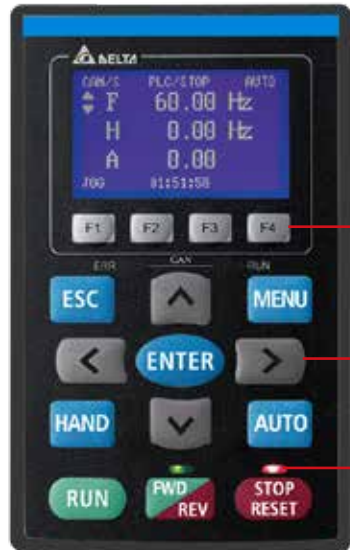 DELTA
CAN/S PLC/STOP AUTO
F 60.00 Hz
H 0.00 Hz
A 0.00
JOG 01:51:58
F1 F2 F3 F4
ERR CAN RUN
ESC MENU
ENTER
HAND AUTO
RUN FWD REV STOP RESET